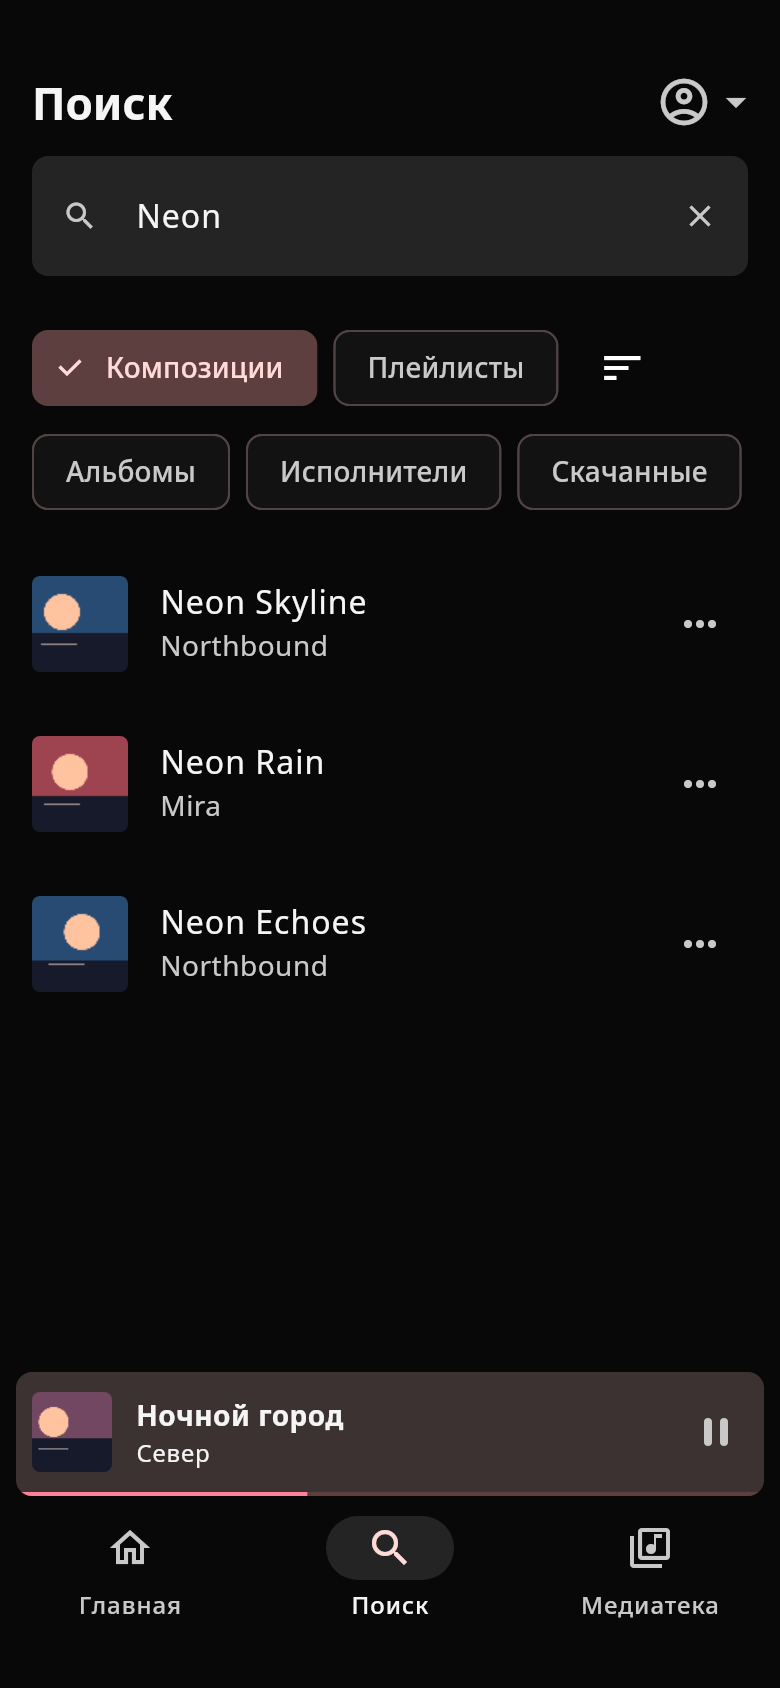 Поиск
Neon
Композиции
Плейлисты
Альбомы
Исполнители
Скачанные
Neon Skyline
Northbound
Neon Rain
Mira
Neon Echoes
Northbound
Ночной город
Север
Главная
Поиск
Медиатека